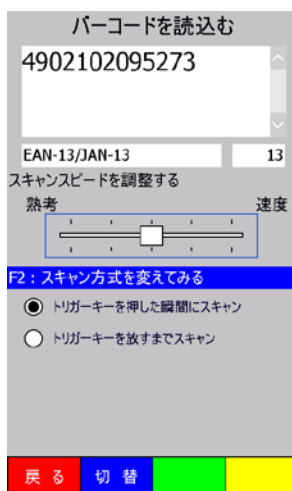 バーコードを読込む
4902102095273
EAN-13/JAN-13 13
スキャンスピードを調整する
熟考 速度
F2：スキャン方式を変えてみる
トリガーキーを押した瞬間にスキャン
トリガーキーを放すまでスキャン
戻る 切替